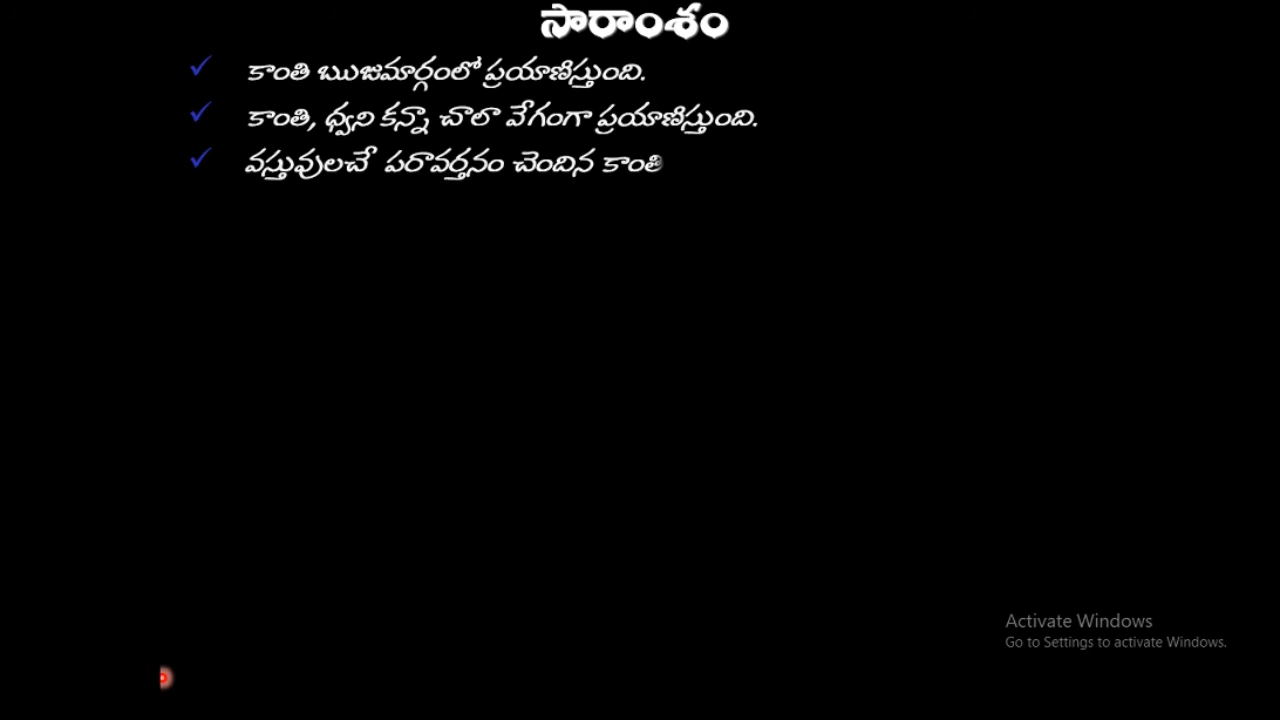 సారాంశం
✓ కాంతి ఋజుమార్గంలో ప్రయాణిస్తుంది.
✓ కాంతి, ధ్వని కన్నా చాలా వేగంగా ప్రయాణిస్తుంది.
✓ వస్తువులచే పరావర్తనం చెందిన కాంతి
Activate Windows
Go to Settings to activate Windows.